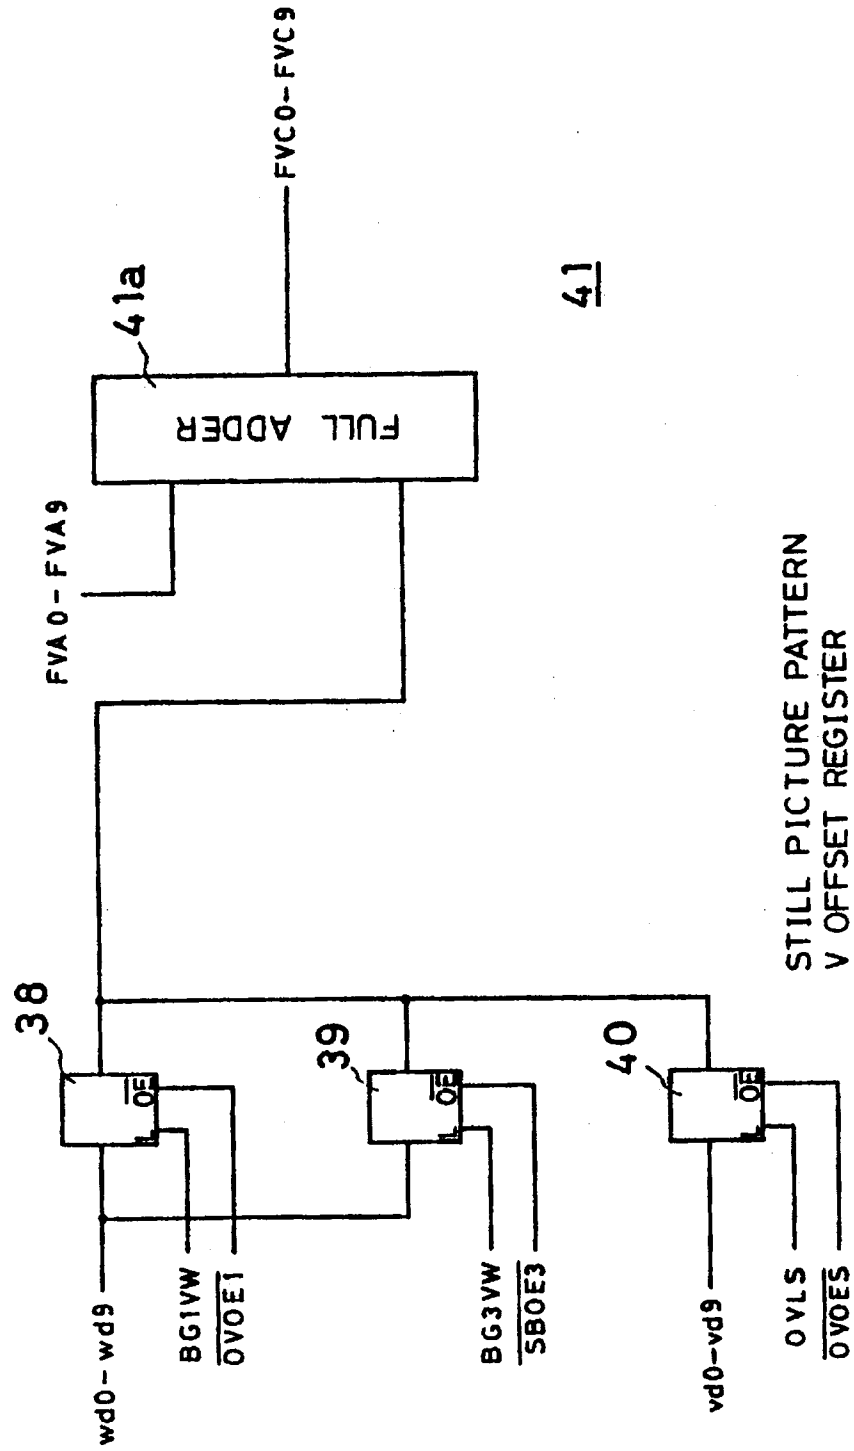 wd0-wd9
BG1VW
OVOE1
38
L
OE
BG3VW
SBOE3
39
L
OE
vd0-vd9
OVLS
OVOES
40
L
OE
FVA0-FVA9
FULL ADDER
41a
FVC0-FVC9
41
STILL PICTURE PATTERN
V OFFSET REGISTER